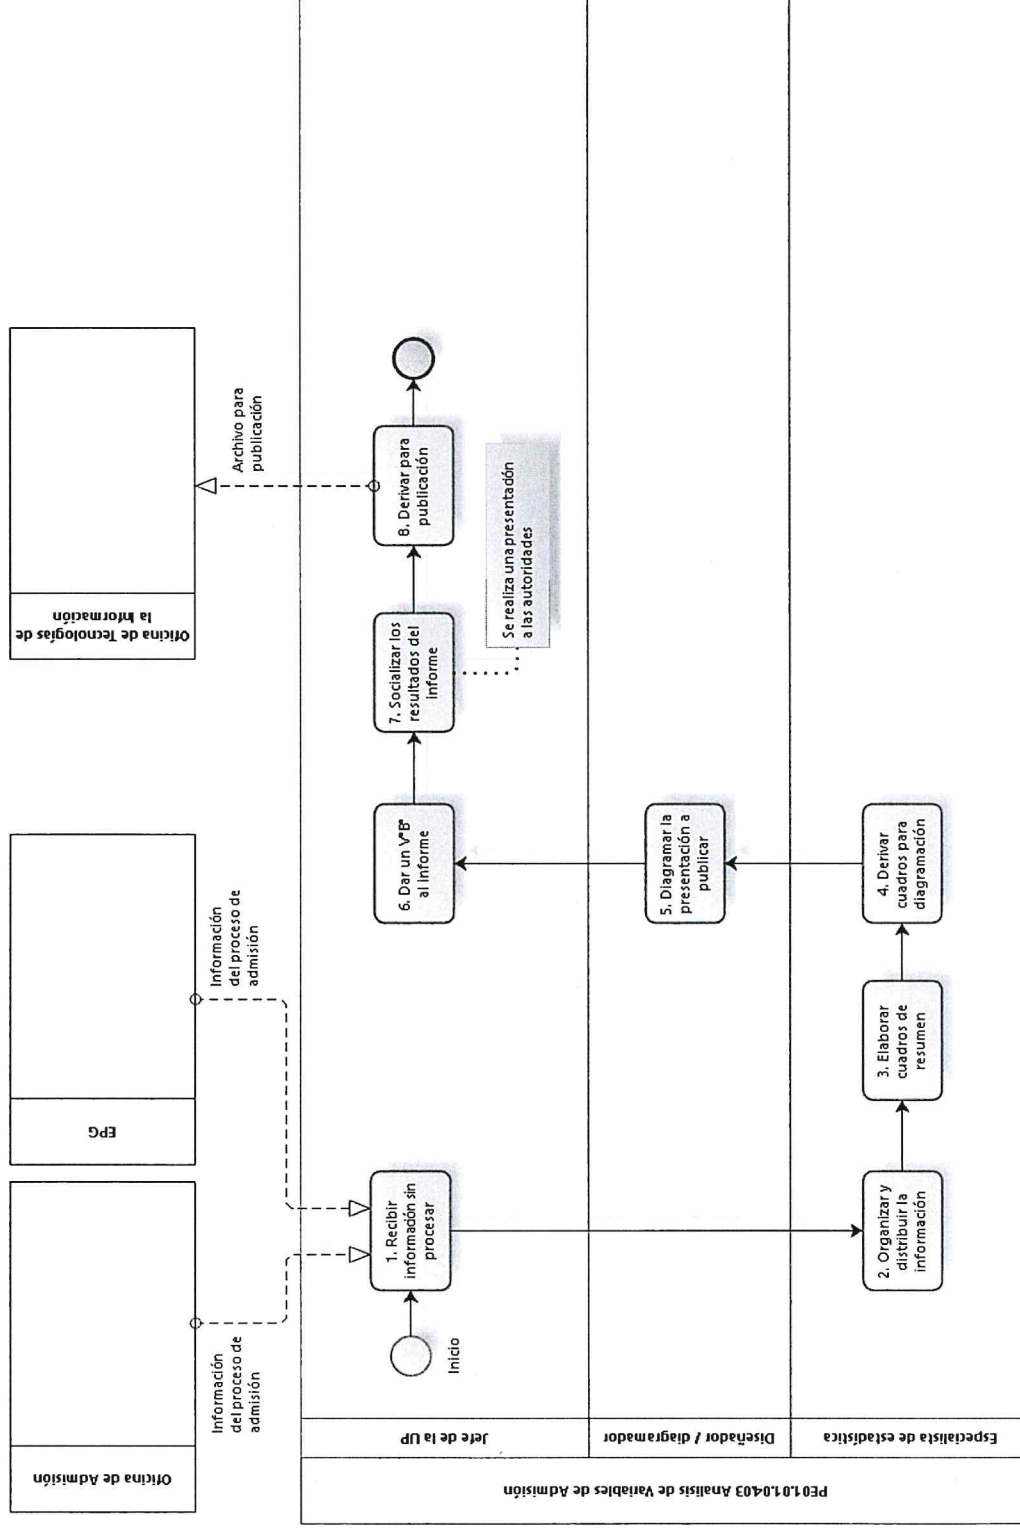 Oficina de Admisión
EPG
Oficina de Tecnologías de
la Información
Información
del proceso de
admisión
Información
del proceso de
admisión
Archivo para
publicación
PE01.01.0403 Analisis de Variables de Admisión
Jefe de la UP
Inicio
1. Recibir
información sin
procesar
6. Dar un V°B°
al informe
7. Socializar los
resultados del
informe
8. Derivar para
publicación
Se realiza una presentación
a las autoridades
Diseñador / diagramador
5. Diagramar la
presentación a
publicar
Especialista de estadística
2. Organizar y
distribuir la
información
3. Elaborar
cuadros de
resumen
4. Derivar
cuadros para
diagramación